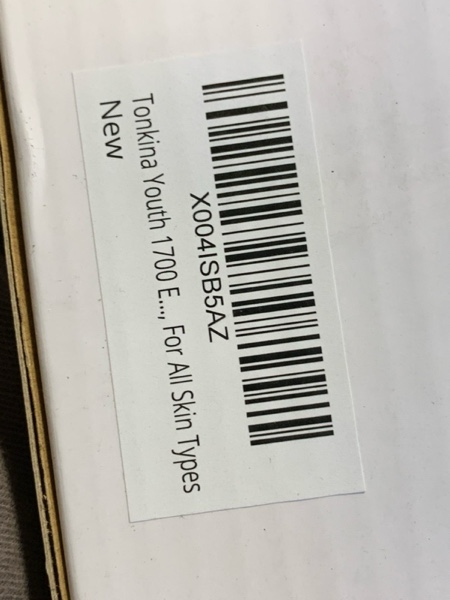 X004ISB5AZ
Tonkina Youth 1700 E..., For All Skin Types
New